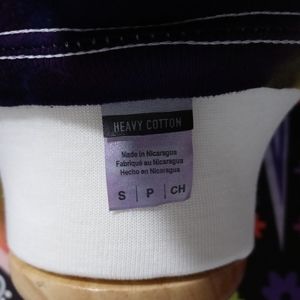 HEAVY COTTON
Made in Nicaragua
Fabriqué au Nicaragua
Hecho en Nicaragua
S | P | CH